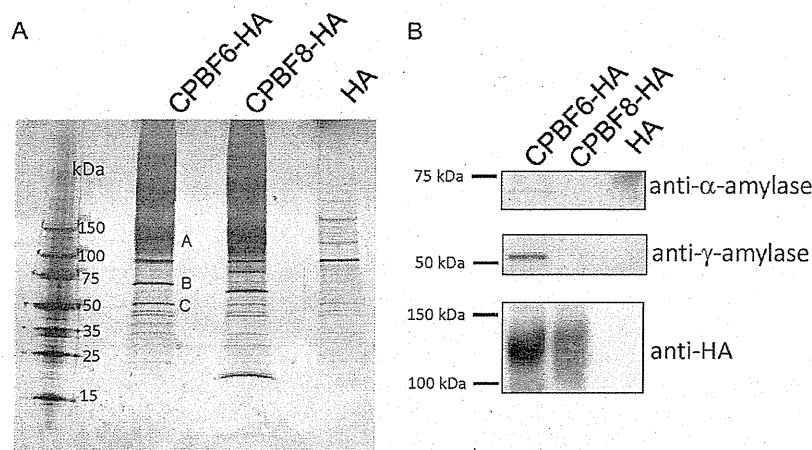 A
CPBF6-HA
CPBF8-HA
HA
kDa
150
100
75
50
35
25
15
A
B
C
B
CPBF6-HA
CPBF8-HA
HA
75 kDa
anti-α-amylase
50 kDa
anti-γ-amylase
150 kDa
100 kDa
anti-HA